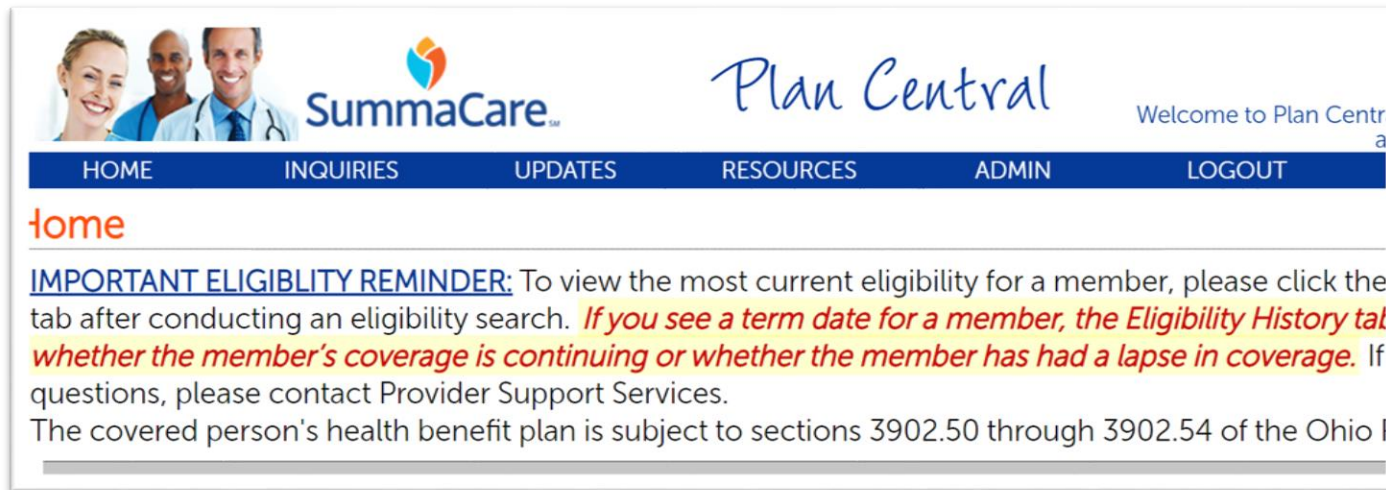 SummaCare SM
Plan Central
Welcome to Plan Centr
a
HOME INQUIRIES UPDATES RESOURCES ADMIN LOGOUT
Home
IMPORTANT ELIGIBLITY REMINDER: To view the most current eligibility for a member, please click the
tab after conducting an eligibility search. If you see a term date for a member, the Eligibility History tab
whether the member's coverage is continuing or whether the member has had a lapse in coverage. If
questions, please contact Provider Support Services.
The covered person's health benefit plan is subject to sections 3902.50 through 3902.54 of the Ohio